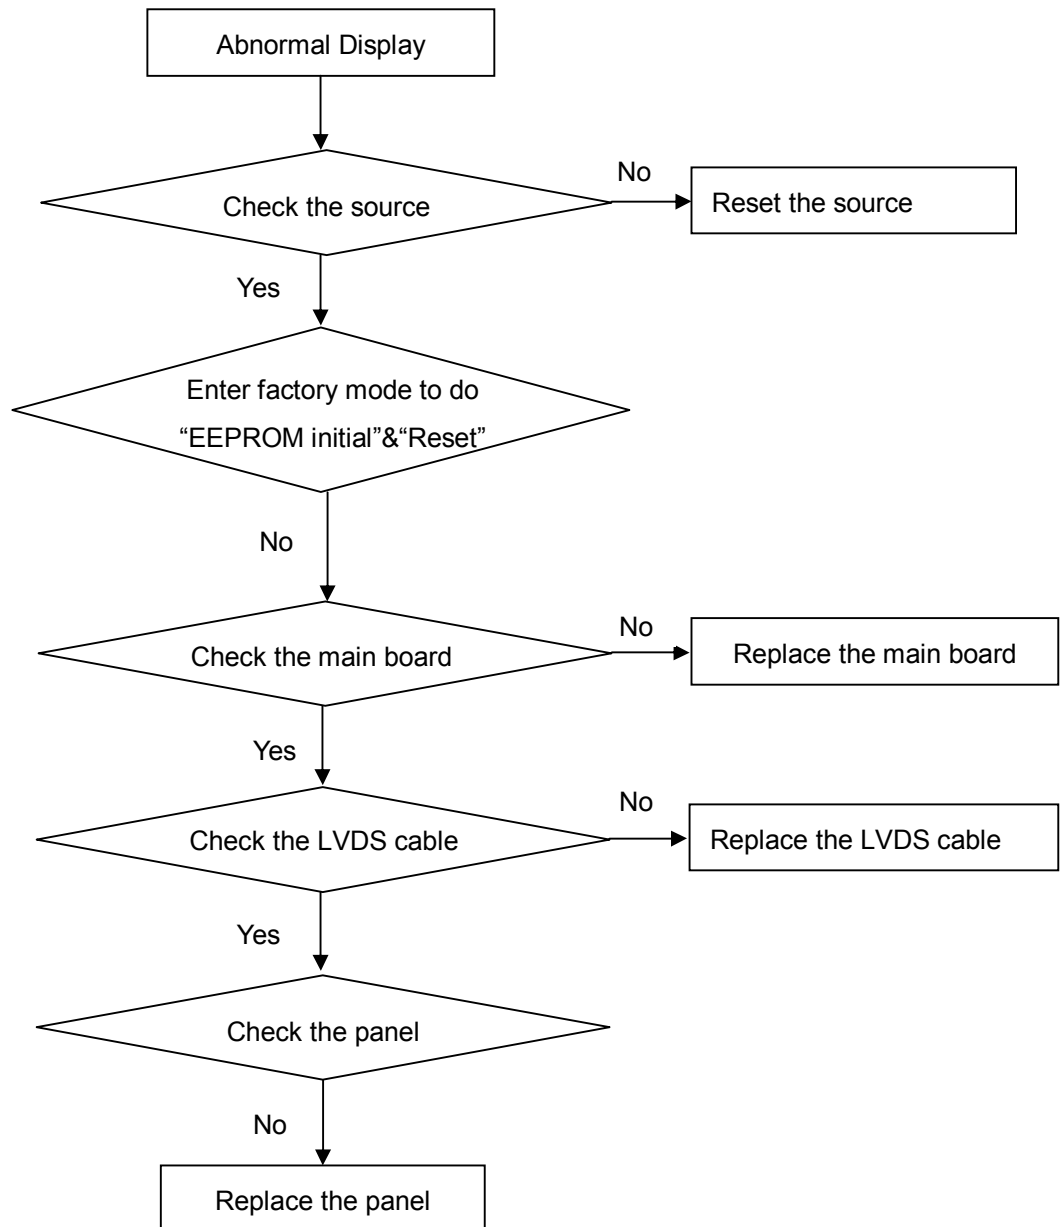 Abnormal Display
No
Check the source
Reset the source
Yes
Enter factory mode to do
“EEPROM initial”&“Reset”
No
No
Check the main board
Replace the main board
Yes
No
Check the LVDS cable
Replace the LVDS cable
Yes
Check the panel
No
Replace the panel